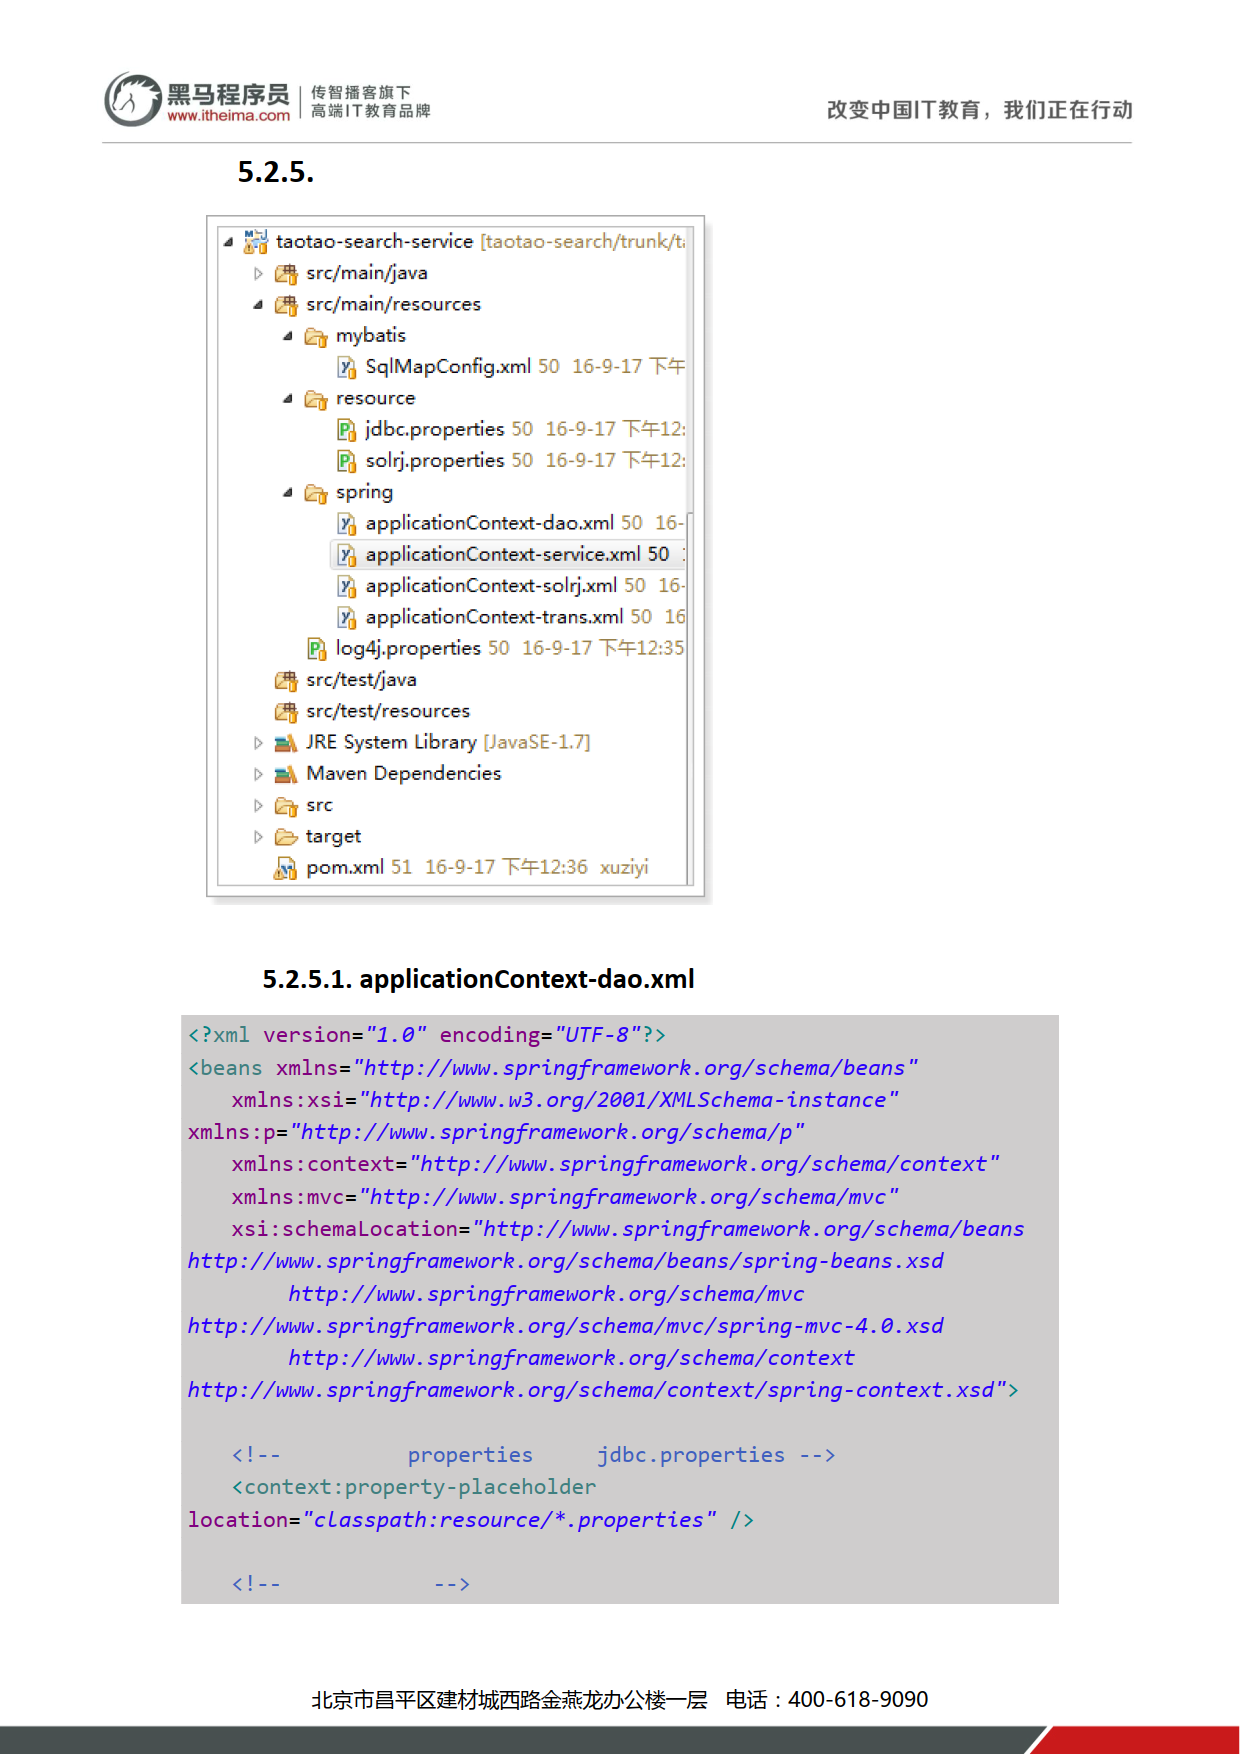 黑马程序员
www.itheima.com
传智播客旗下
高端IT教育品牌
改变中国IT教育，我们正在行动
5.2.5.
taotao-search-service [taotao-search/trunk/ta
src/main/java
src/main/resources
mybatis
SqlMapConfig.xml 50 16-9-17 下午
resource
jdbc.properties 50 16-9-17 下午12:
solrj.properties 50 16-9-17 下午12:
spring
applicationContext-dao.xml 50 16-
applicationContext-service.xml 50
applicationContext-solrj.xml 50 16-
applicationContext-trans.xml 50 16
log4j.properties 50 16-9-17 下午12:35
src/test/java
src/test/resources
JRE System Library [JavaSE-1.7]
Maven Dependencies
src
target
pom.xml 51 16-9-17 下午12:36 xuziyi
5.2.5.1. applicationContext-dao.xml
<?xml version="1.0" encoding="UTF-8"?>
<beans xmlns="http://www.springframework.org/schema/beans"
xmlns:xsi="http://www.w3.org/2001/XMLSchema-instance"
xmlns:p="http://www.springframework.org/schema/p"
xmlns:context="http://www.springframework.org/schema/context"
xmlns:mvc="http://www.springframework.org/schema/mvc"
xsi:schemaLocation="http://www.springframework.org/schema/beans
http://www.springframework.org/schema/beans/spring-beans.xsd
http://www.springframework.org/schema/mvc
http://www.springframework.org/schema/mvc/spring-mvc-4.0.xsd
http://www.springframework.org/schema/context
http://www.springframework.org/schema/context/spring-context.xsd">
<!-- properties jdbc.properties -->
<context:property-placeholder
location="classpath:resource/*.properties" />
<!-- -->
北京市昌平区建材城西路金燕龙办公楼一层 电话：400-618-9090